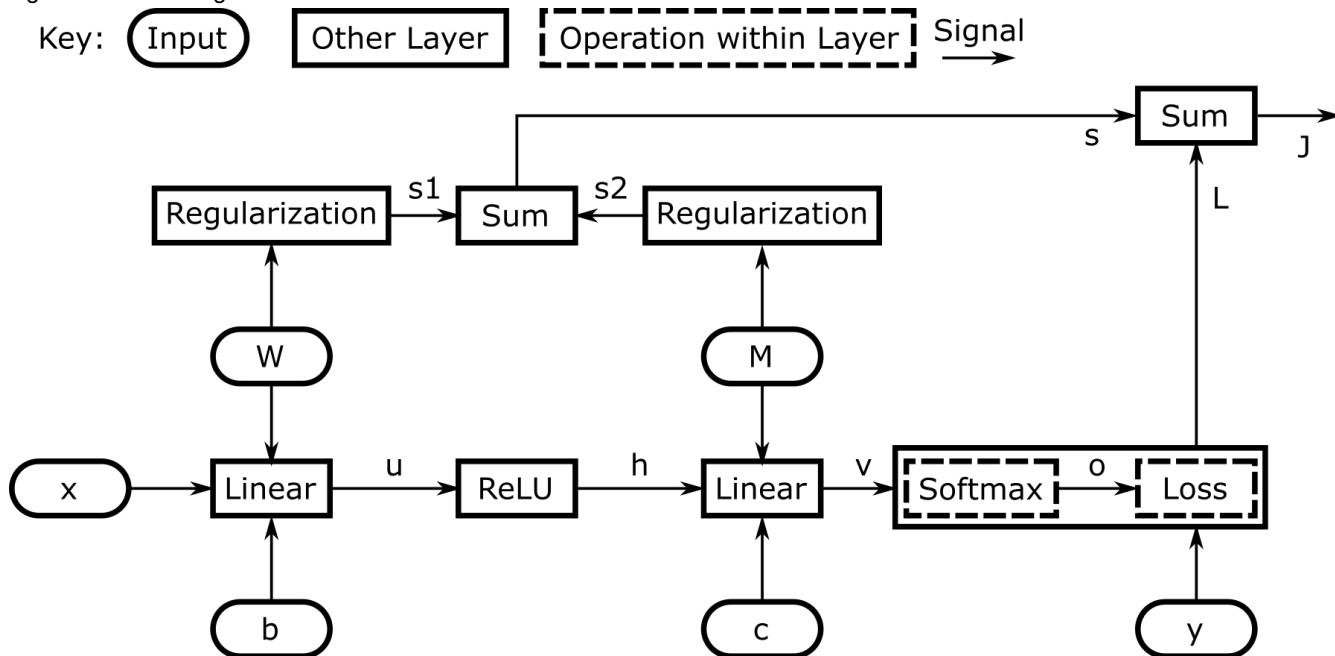 Key: Input Other Layer Operation within Layer Signal
s Sum J
Regularization s1 Sum s2 Regularization L
W M
x Linear u ReLU h Linear v Softmax o Loss
b c y